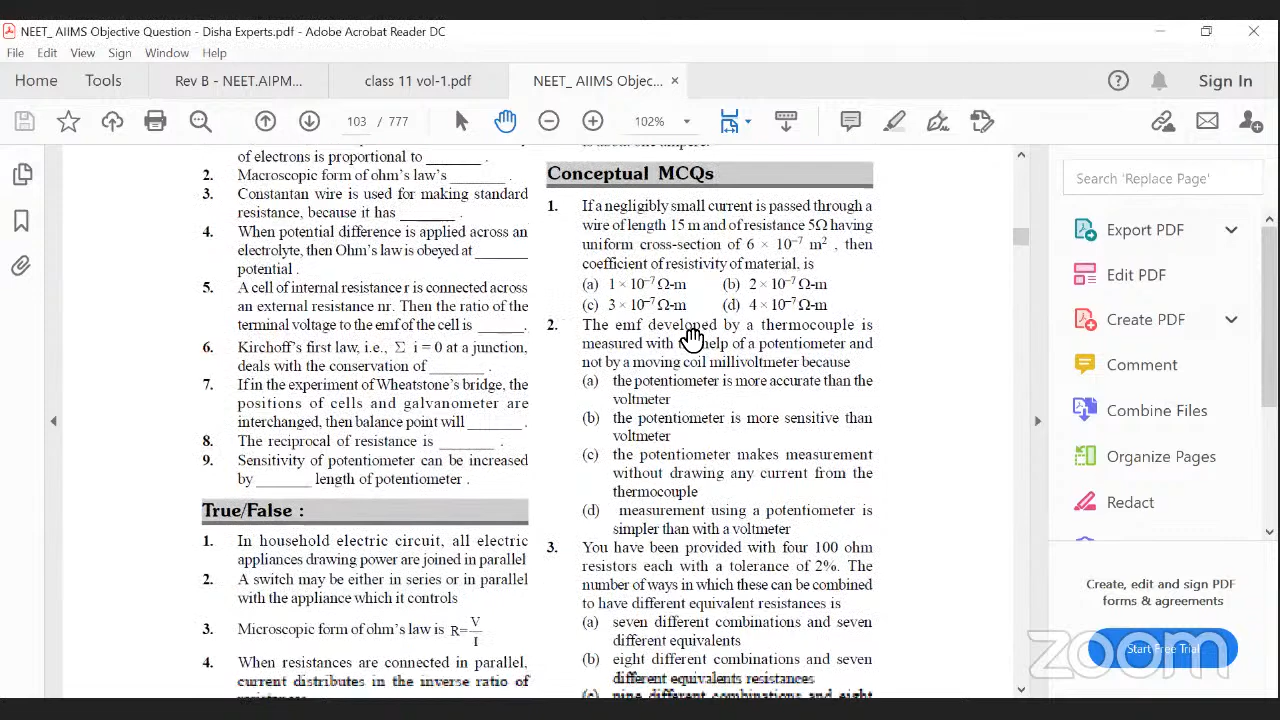 NEET_ AIIMS Objective Question - Disha Experts.pdf - Adobe Acrobat Reader DC
File Edit View Sign Window Help
Home Tools Rev B - NEET.AIPM... class 11 vol-1.pdf NEET_ AIIMS Objec... × Sign In
103 / 777 102%
of electrons is proportional to ________ .
2. Macroscopic form of ohm's law's ________ .
3. Constantan wire is used for making standard
resistance, because it has ________ .
4. When potential difference is applied across an
electrolyte, then Ohm's law is obeyed at ________
potential .
5. A cell of internal resistance r is connected across
an external resistance nr. Then the ratio of the
terminal voltage to the emf of the cell is ______.
6. Kirchoff's first law, i.e., Σ i = 0 at a junction,
deals with the conservation of ________ .
7. If in the experiment of Wheatstone's bridge, the
positions of cells and galvanometer are
interchanged, then balance point will ________ .
8. The reciprocal of resistance is ________ .
9. Sensitivity of potentiometer can be increased
by ________ length of potentiometer .
True/False :
1. In household electric circuit, all electric
appliances drawing power are joined in parallel
2. A switch may be either in series or in parallel
with the appliance which it controls
3. Microscopic form of ohm's law is R=V/I
4. When resistances are connected in parallel,
current distributes in the inverse ratio of
Conceptual MCQs
1. If a negligibly small current is passed through a
wire of length 15 m and of resistance 5Ω having
uniform cross-section of 6 × 10⁻⁷ m² , then
coefficient of resistivity of material, is
(a) 1 × 10⁻⁷ Ω-m (b) 2 × 10⁻⁷ Ω-m
(c) 3 × 10⁻⁷ Ω-m (d) 4 × 10⁻⁷ Ω-m
2. The emf developed by a thermocouple is
measured with help of a potentiometer and
not by a moving coil millivoltmeter because
(a) the potentiometer is more accurate than the
voltmeter
(b) the potentiometer is more sensitive than
voltmeter
(c) the potentiometer makes measurement
without drawing any current from the
thermocouple
(d) measurement using a potentiometer is
simpler than with a voltmeter
3. You have been provided with four 100 ohm
resistors each with a tolerance of 2%. The
number of ways in which these can be combined
to have different equivalent resistances is
(a) seven different combinations and seven
different equivalents
(b) eight different combinations and seven
different equivalents resistances
(c) nine different combinations and eight
Search 'Replace Page'
Export PDF
Edit PDF
Create PDF
Comment
Combine Files
Organize Pages
Redact
Create, edit and sign PDF
forms & agreements
Start Free Trial
zoom